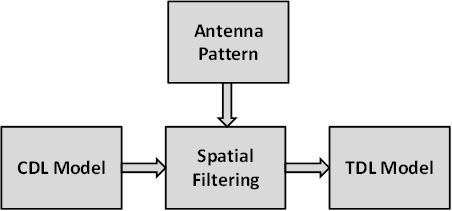 Antenna
Pattern
CDL Model
Spatial
Filtering
TDL Model